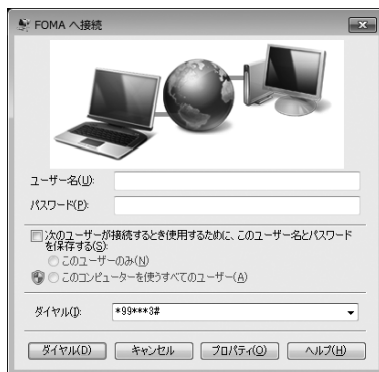 FOMA へ接続
ユーザー名(U):
パスワード(P):
次のユーザーが接続するとき使用するために、このユーザー名とパスワード
を保存する(S):
このユーザーのみ(N)
このコンピューターを使うすべてのユーザー(A)
ダイヤル(I):
*99***3#
ダイヤル(D) キャンセル プロパティ(O) ヘルプ(H)